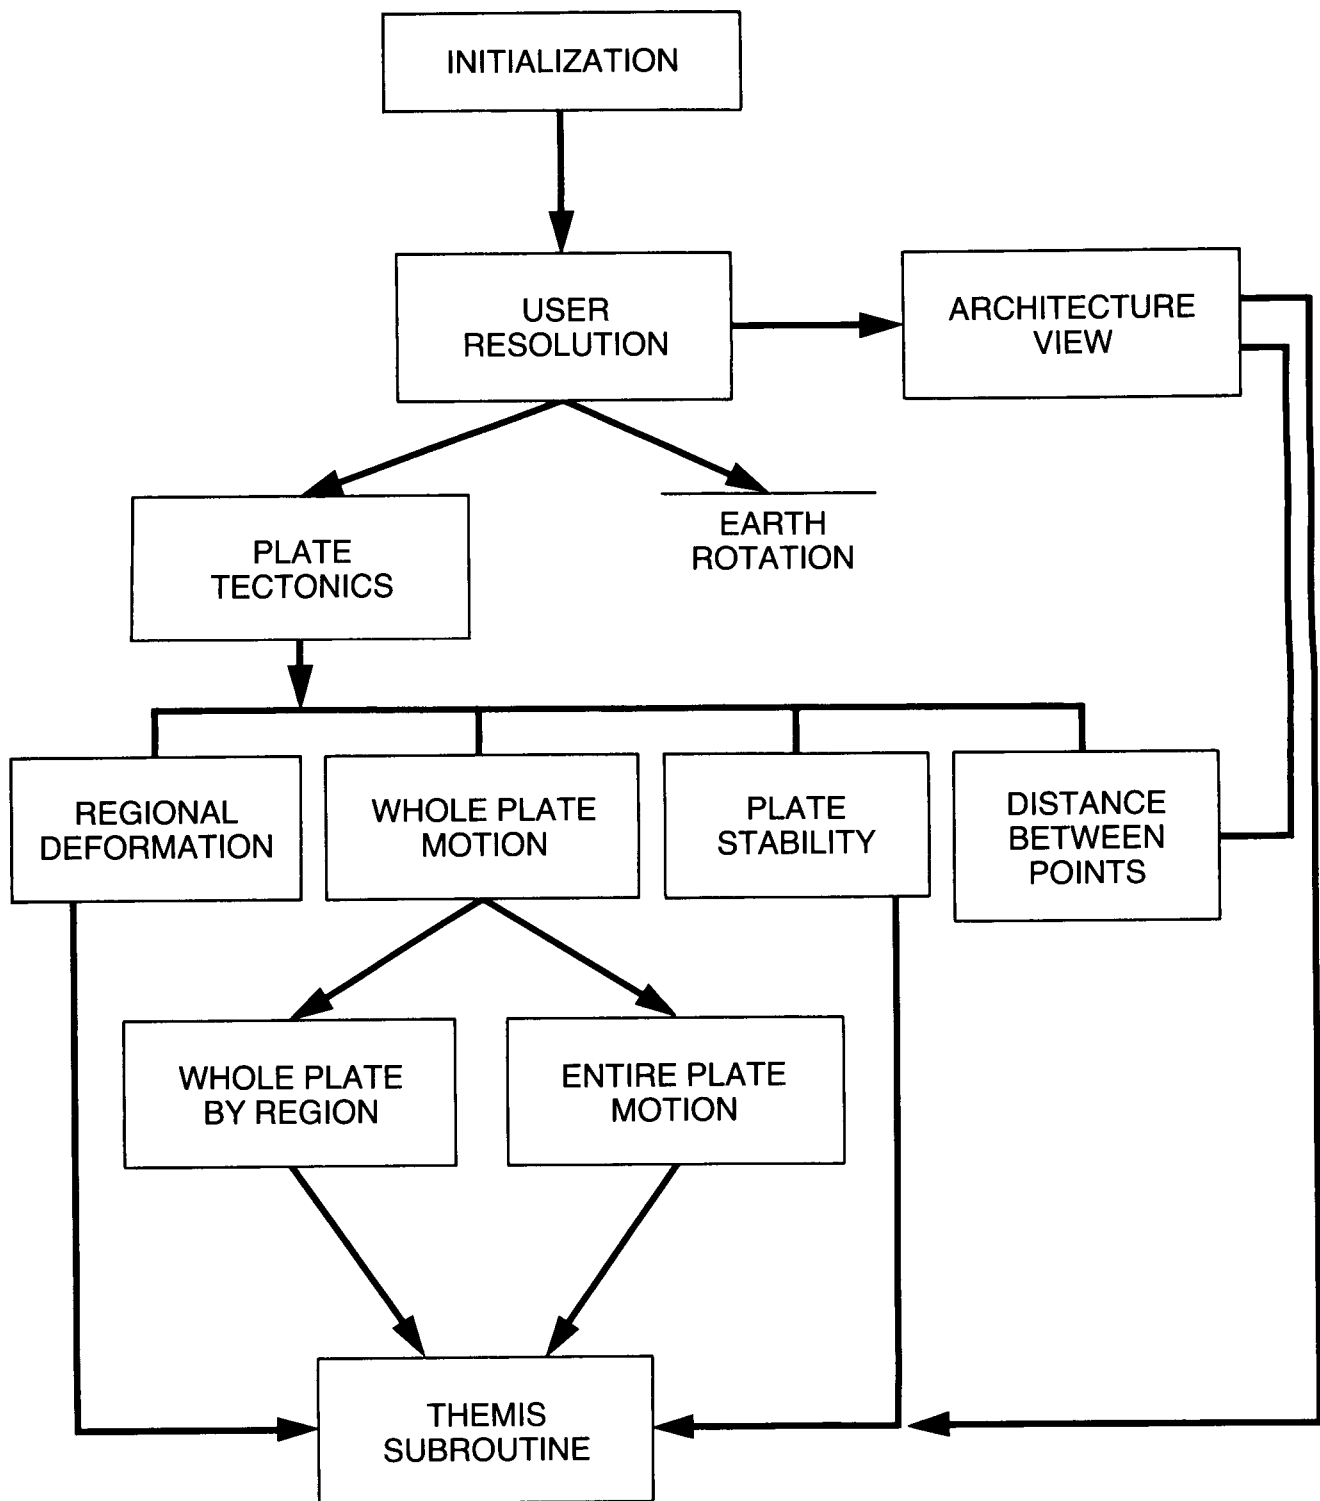 INITIALIZATION
USER
RESOLUTION
ARCHITECTURE
VIEW
PLATE
TECTONICS
EARTH
ROTATION
REGIONAL
DEFORMATION
WHOLE PLATE
MOTION
PLATE
STABILITY
DISTANCE
BETWEEN
POINTS
WHOLE PLATE
BY REGION
ENTIRE PLATE
MOTION
THEMIS
SUBROUTINE